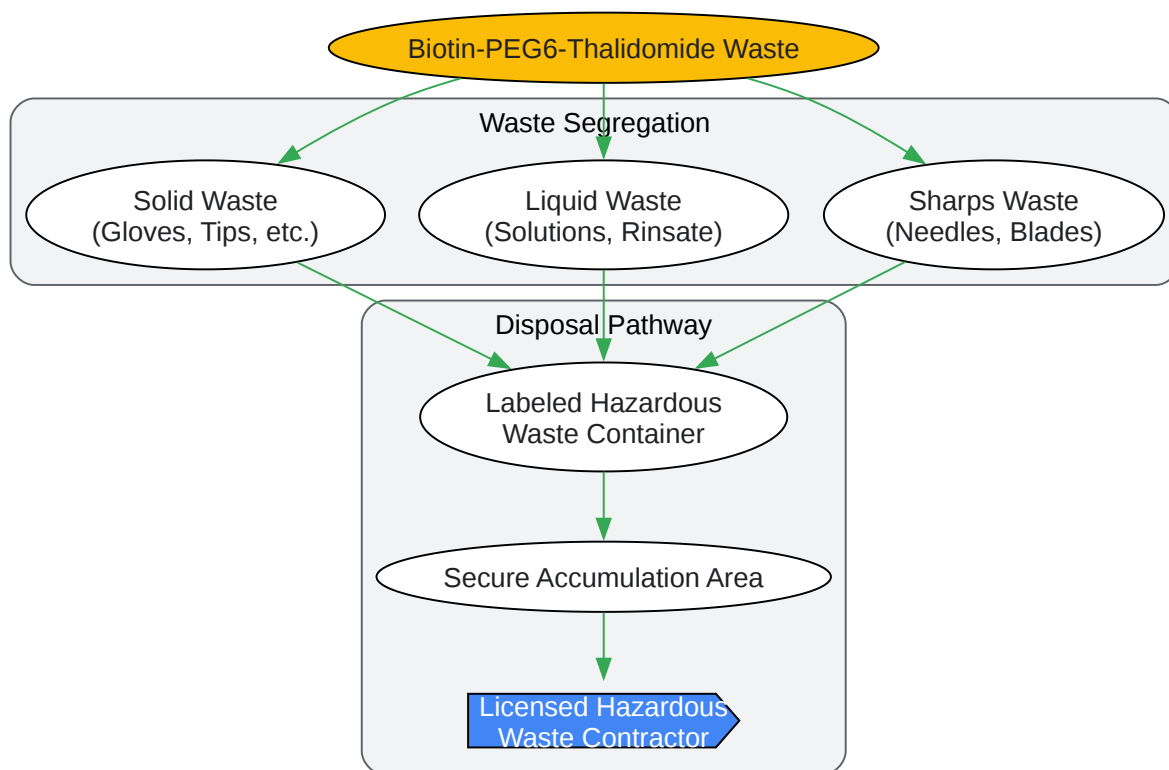 Biotin-PEG6-Thalidomide Waste
Waste Segregation
Solid Waste
(Gloves, Tips, etc.)
Liquid Waste
(Solutions, Rinsate)
Sharps Waste
(Needles, Blades)
Disposal Pathway
Labeled Hazardous
Waste Container
Secure Accumulation Area
Licensed Hazardous
Waste Contractor